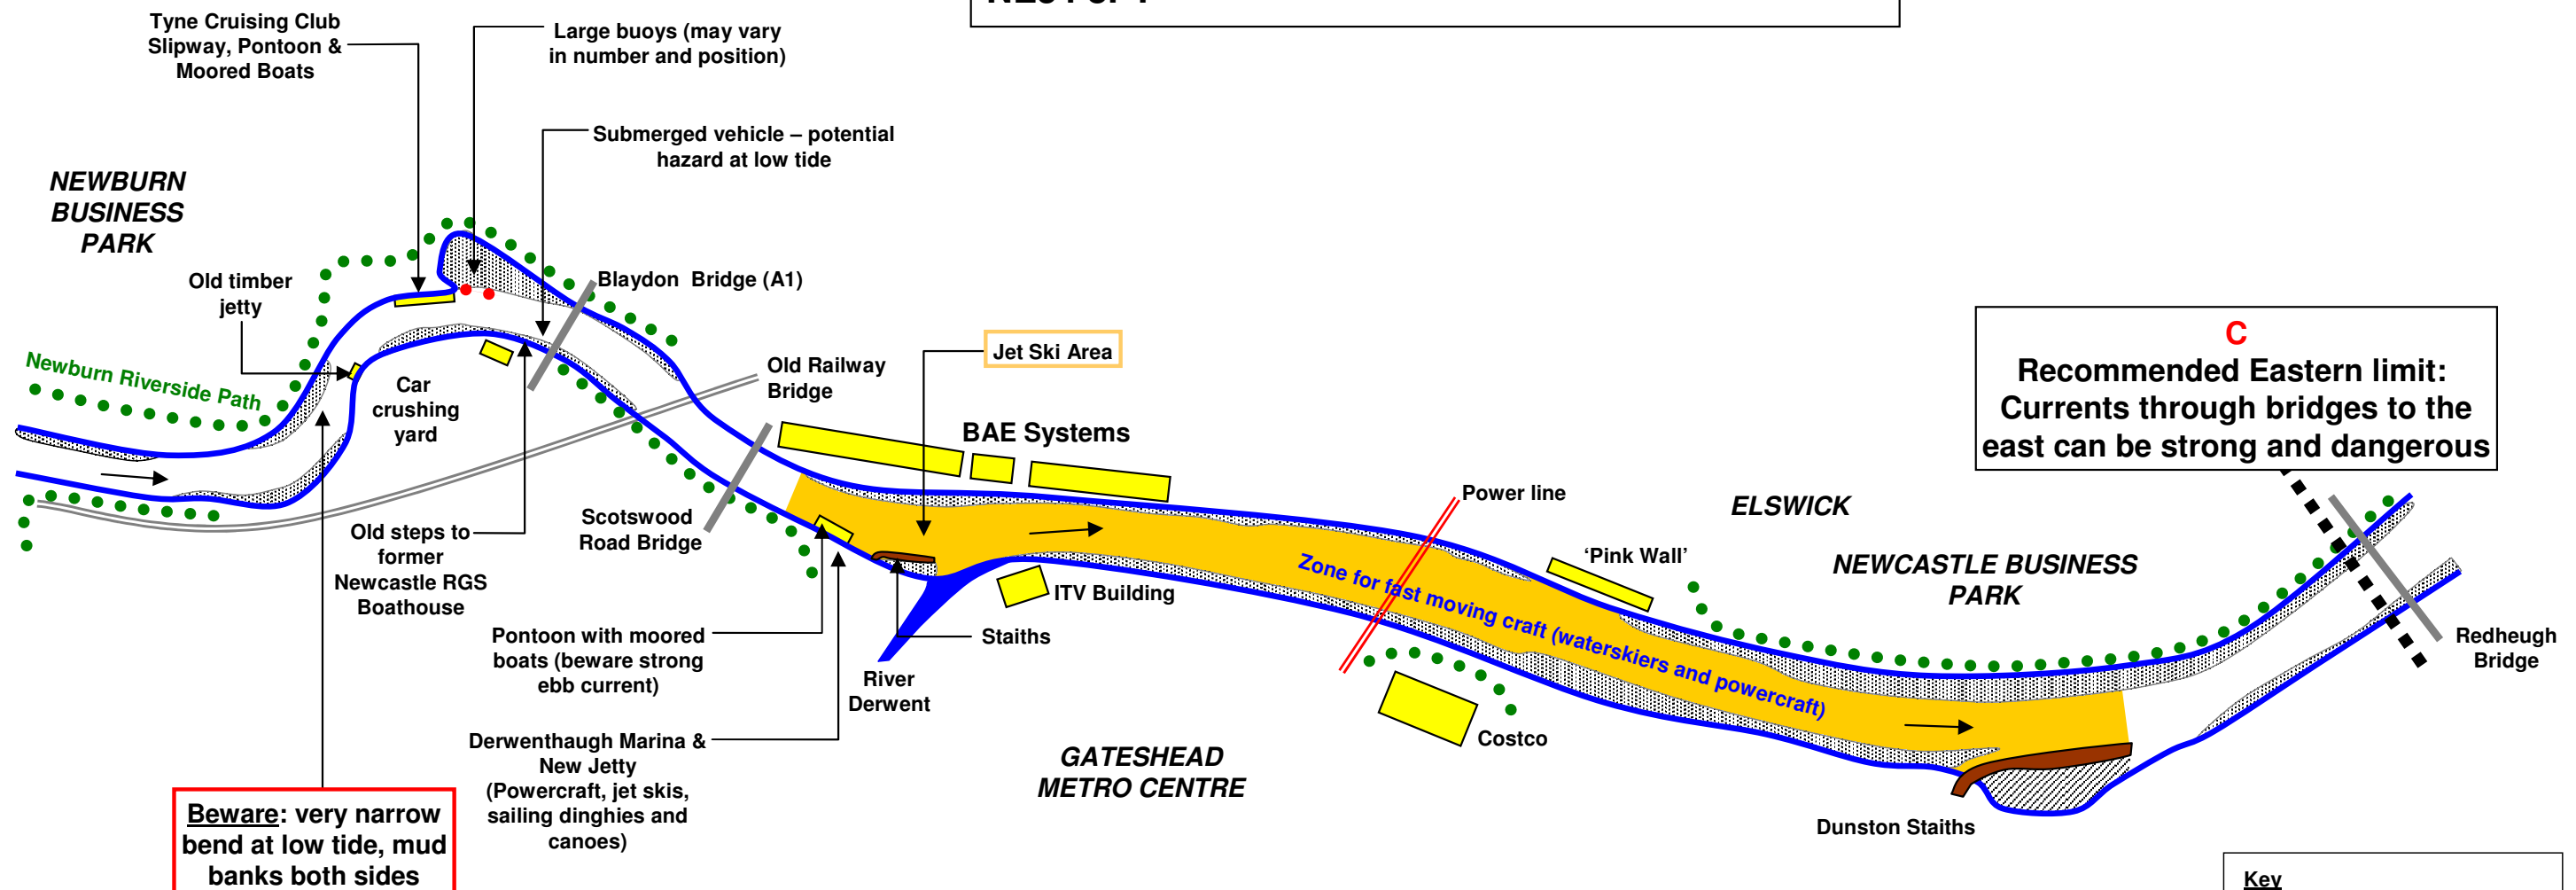 Tyne Cruising Club
Slipway, Pontoon &
Moored Boats
Large buoys (may vary
in number and position)
Submerged vehicle – potential
hazard at low tide
NEWBURN
BUSINESS
PARK
Old timber
jetty
Blaydon Bridge (A1)
Newburn Riverside Path
Car
crushing
yard
Old Railway
Bridge
Jet Ski Area
BAE Systems
C
Recommended Eastern limit:
Currents through bridges to the
east can be strong and dangerous
Power line
ELSWICK
Scotswood
Road Bridge
Old steps to
former
Newcastle RGS
Boathouse
'Pink Wall'
NEWCASTLE BUSINESS
PARK
Zone for fast moving craft (waterskiers and powercraft)
ITV Building
Staiths
Pontoon with moored
boats (beware strong
ebb current)
River
Derwent
Redheugh
Bridge
Derwenthaugh Marina &
New Jetty
(Powercraft, jet skis,
sailing dinghies and
canoes)
GATESHEAD
METRO CENTRE
Costco
Dunston Staiths
Beware: very narrow
bend at low tide, mud
banks both sides
Key